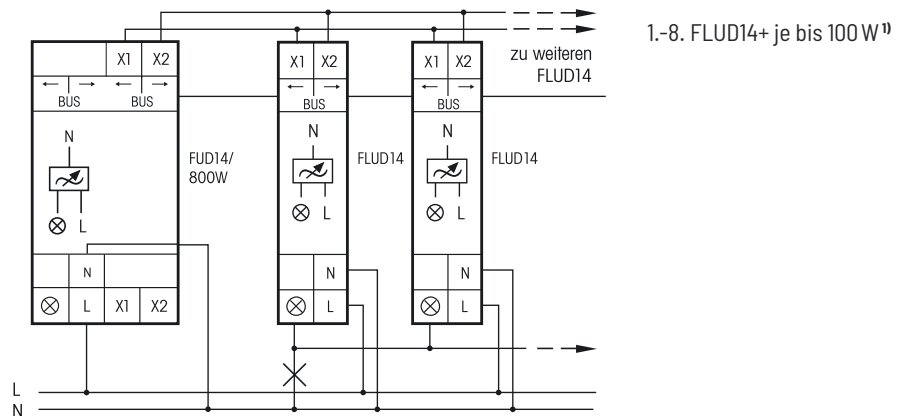 1.-8. FLUD14+ je bis 100 W ¹⁾
X1 X2 X1 X2 X1 X2
zu weiteren
FLUD14
BUS BUS BUS BUS
N N N
FUD14/
800W
FLUD14 FLUD14
L L L
N N N
L X1 X2 L L
L
N